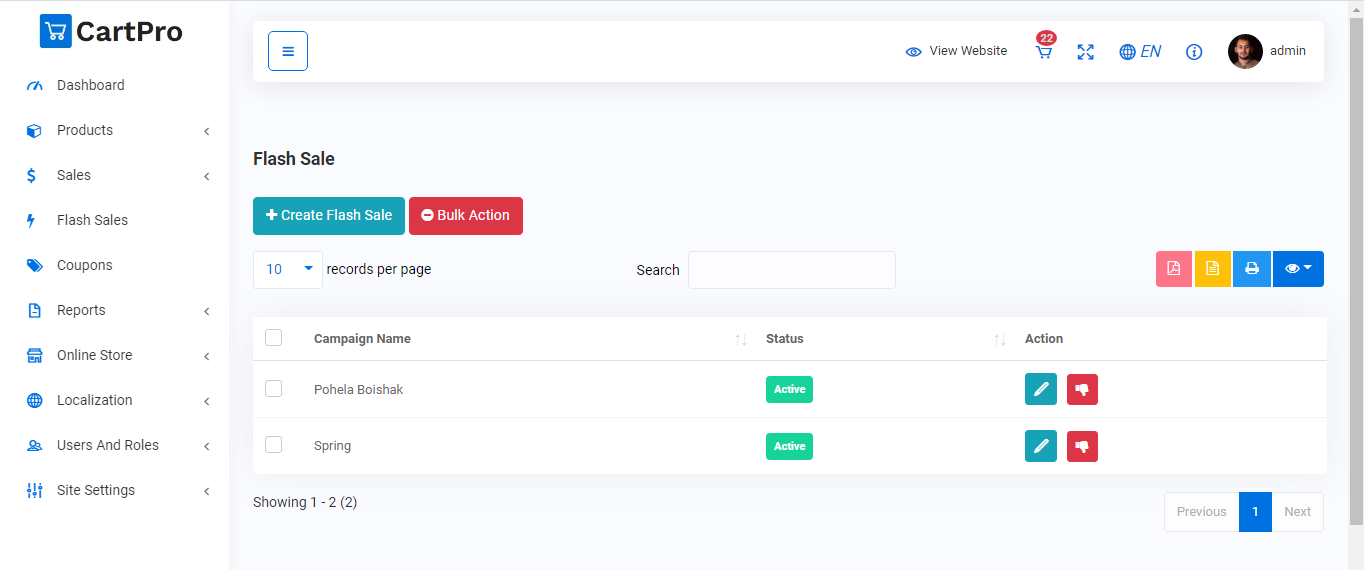 CartPro
Dashboard
Products
Sales
Flash Sales
Coupons
Reports
Online Store
Localization
Users And Roles
Site Settings
View Website
22
EN
admin
Flash Sale
Create Flash Sale
Bulk Action
10 records per page
Search
Campaign Name Status Action
Pohela Boishak Active
Spring Active
Showing 1 - 2 (2)
Previous 1 Next